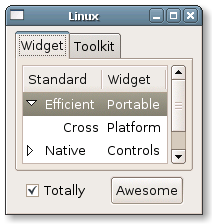 Linux
Widget Toolkit
Standard Widget
Efficient Portable
Cross Platform
Native Controls
Totally Awesome